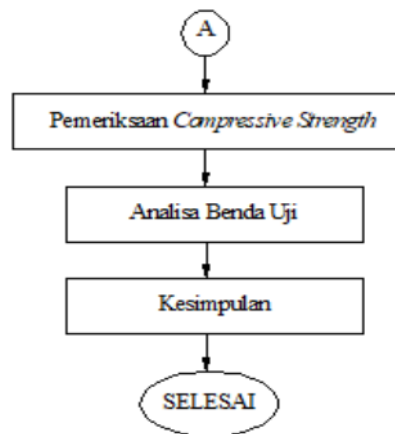 A
Pemeriksaan Compressive Strength
Analisa Benda Uji
Kesimpulan
SELESAI